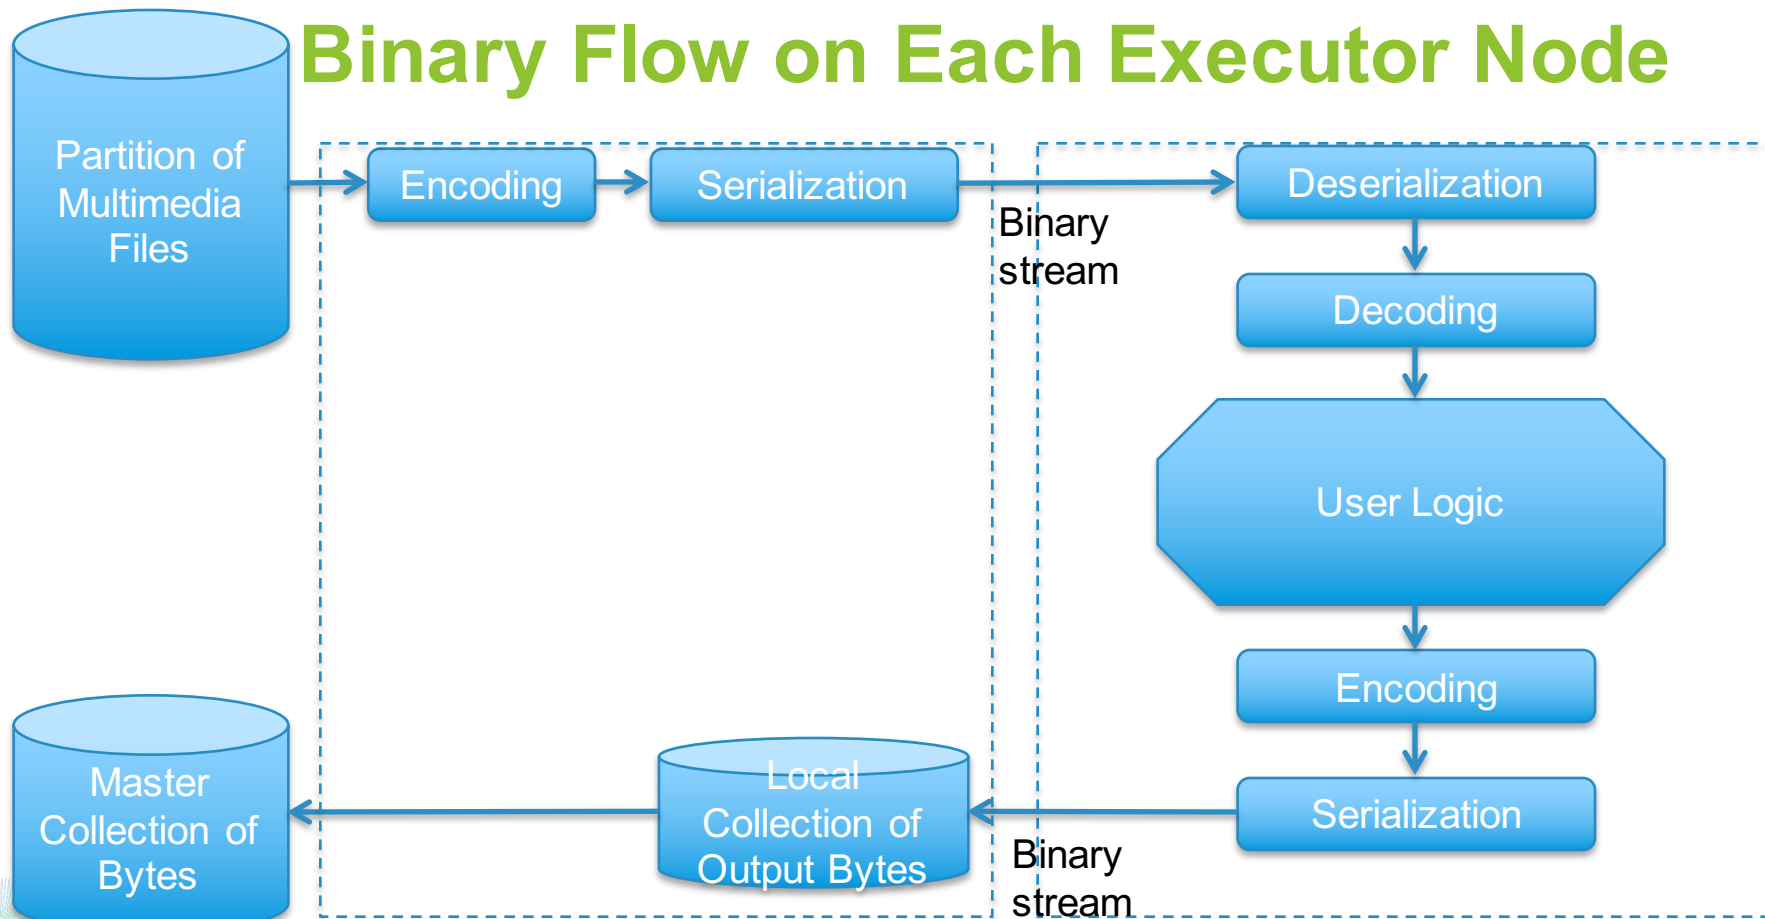 Binary Flow on Each Executor Node
Partition of
Multimedia
Files
Encoding
Serialization
Binary
stream
Deserialization
Decoding
User Logic
Encoding
Serialization
Binary
stream
Local
Collection of
Output Bytes
Master
Collection of
Bytes